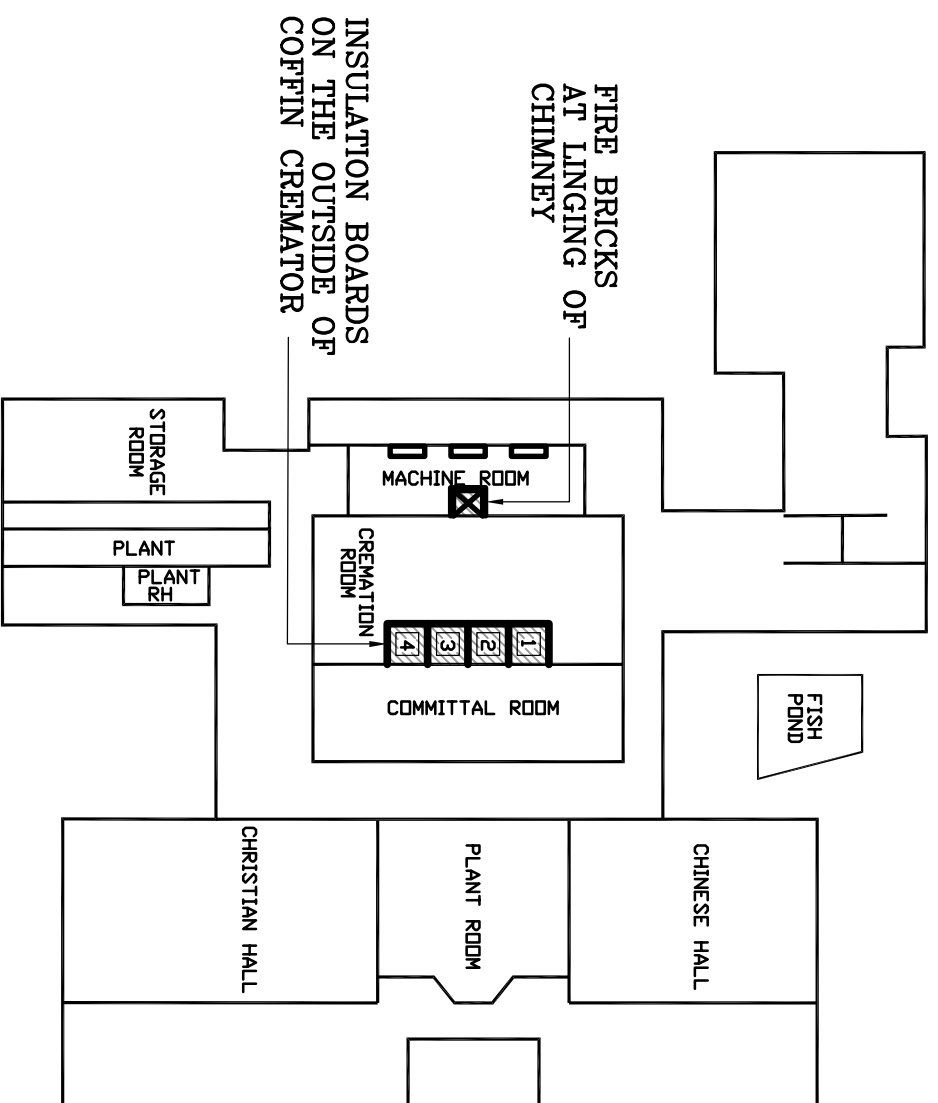 FIRE BRICKS
AT LINGING OF
CHIMNEY
INSULATION BOARDS
ON THE OUTSIDE OF
COFFIN CREMATOR
STORAGE
ROOM
MACHINE ROOM
PLANT
PLANT
RH
CREMATION
ROOM
4
3
2
1
COMMITTAL ROOM
FISH
POND
CHRISTIAN HALL
PLANT ROOM
CHINESE HALL